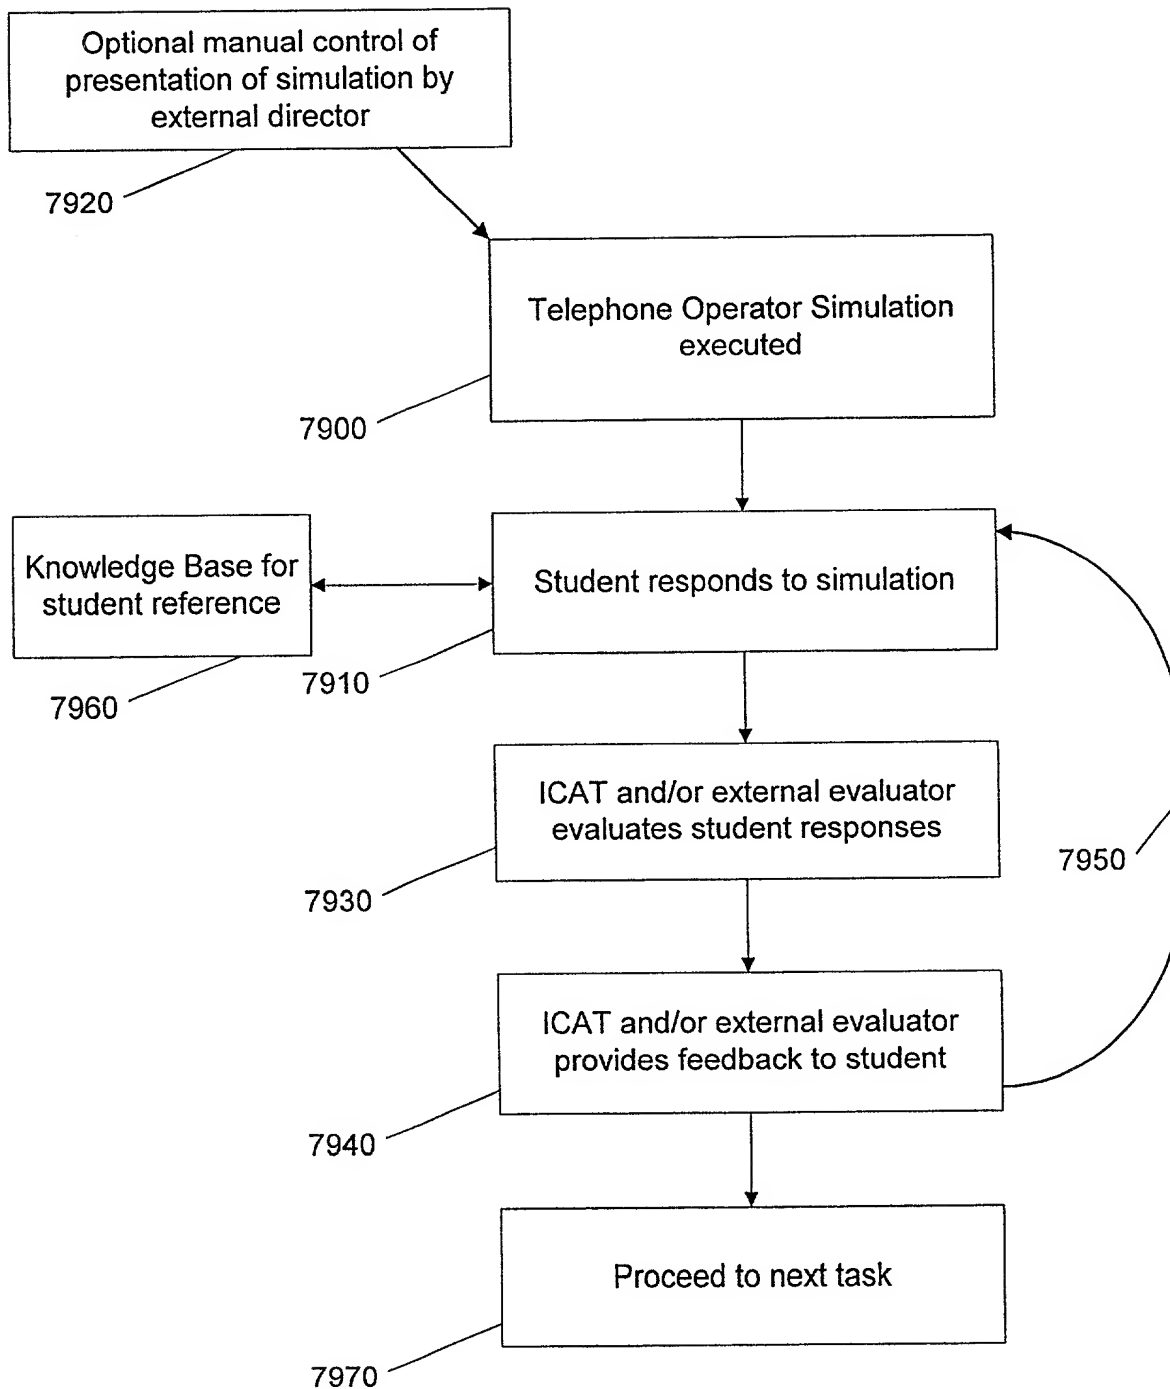 Optional manual control of
presentation of simulation by
external director
7920
Telephone Operator Simulation
executed
7900
Knowledge Base for
student reference
7960
Student responds to simulation
7910
ICAT and/or external evaluator
evaluates student responses
7930
7950
ICAT and/or external evaluator
provides feedback to student
7940
Proceed to next task
7970